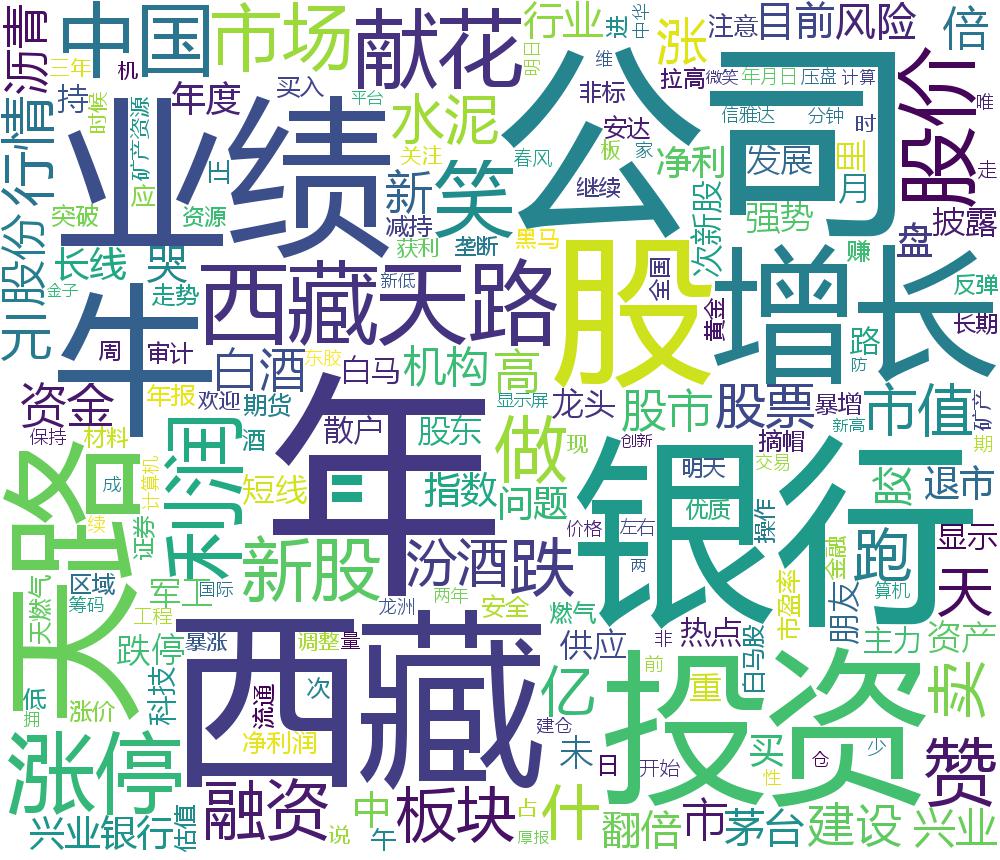 沥青
中国
市场
献花
行业
进
中华
明日
维
涨
注意
目前
风险
倍
三年
机
持
年度
买入
平台
水泥
非标
拉高
微笑
年月日
压盘
计算
股价
唯
时候
矿产资源
业绩
公司
安达
信雅达
分钟
时
行情
正
关注
新
笑
春风
板
家
净利
发展
里
走
突破
应
资源
减持
继续
次新股
强势
月
披露
股份
长线
哭
获利
垄断
黑马
全国
盘
赚
元
金子
走势
牛
西藏天路
新低
股
黄金
增长
反弹
长期
周
审计
白酒
东胶
白马
机构
高
路
防
资金
年报
欢迎
期货
散户
显示屏
股东
龙头
股市
股票
暴增
市值
新高
矿产
保持
材料
利润
酒
年
做
现
创新
摘帽
期
天路
成
计算机
短线
指数
问题
银行
明天
交易
胶
退市
续
证券
二
优质
操作
价格
左右
跑
显示
天燃气
区域
筹码
军工
新股
国际
汾酒
跌
两
市盈率
金融
算机
天
工程
龙洲
两年
安全
燃气
非
热点
白马股
朋友
主力
资产
跌停
暴涨
西藏
调整
量
供应
投资
前
低
拥
涨价
科技
次
流通
亿
重
卖
涨停
净利润
建仓
未
日
开始
买
性
仓
少
赞
兴业银行
估值
融资
说
中
午
板块
占
厚报
什
翻倍
市
茅台
建设
兴业